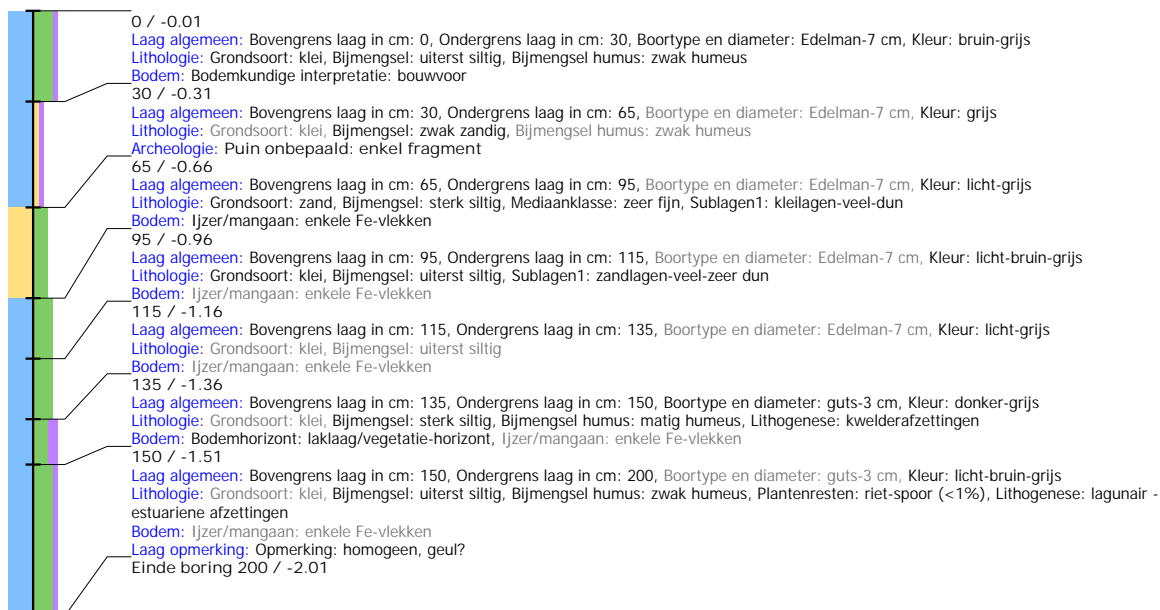 0 / -0.01
Laag algemeen: Bovengrens laag in cm: 0, Ondergrens laag in cm: 30, Boortype en diameter: Edelman-7 cm, Kleur: bruin-grijs
Lithologie: Grondsoort: klei, Bijmengsel: uiterst siltig, Bijmengsel humus: zwak humeus
Bodem: Bodemkundige interpretatie: bouwvoor
30 / -0.31
Laag algemeen: Bovengrens laag in cm: 30, Ondergrens laag in cm: 65, Boortype en diameter: Edelman-7 cm, Kleur: grijs
Lithologie: Grondsoort: klei, Bijmengsel: zwak zandig, Bijmengsel humus: zwak humeus
Archeologie: Puin onbepaald: enkel fragment
65 / -0.66
Laag algemeen: Bovengrens laag in cm: 65, Ondergrens laag in cm: 95, Boortype en diameter: Edelman-7 cm, Kleur: licht-grijs
Lithologie: Grondsoort: zand, Bijmengsel: sterk siltig, Mediaanklasse: zeer fijn, Sublagen1: kleilagen-veel-dun
Bodem: Ijzer/mangaan: enkele Fe-vlekken
95 / -0.96
Laag algemeen: Bovengrens laag in cm: 95, Ondergrens laag in cm: 115, Boortype en diameter: Edelman-7 cm, Kleur: licht-bruin-grijs
Lithologie: Grondsoort: klei, Bijmengsel: uiterst siltig, Sublagen1: zandlagen-veel-zeer dun
Bodem: Ijzer/mangaan: enkele Fe-vlekken
115 / -1.16
Laag algemeen: Bovengrens laag in cm: 115, Ondergrens laag in cm: 135, Boortype en diameter: Edelman-7 cm, Kleur: licht-grijs
Lithologie: Grondsoort: klei, Bijmengsel: uiterst siltig
Bodem: Ijzer/mangaan: enkele Fe-vlekken
135 / -1.36
Laag algemeen: Bovengrens laag in cm: 135, Ondergrens laag in cm: 150, Boortype en diameter: guts-3 cm, Kleur: donker-grijs
Lithologie: Grondsoort: klei, Bijmengsel: sterk siltig, Bijmengsel humus: matig humeus, Lithogenese: kwelderafzettingen
Bodem: Bodemhorizont: laklaag/vegetatie-horizont, Ijzer/mangaan: enkele Fe-vlekken
150 / -1.51
Laag algemeen: Bovengrens laag in cm: 150, Ondergrens laag in cm: 200, Boortype en diameter: guts-3 cm, Kleur: licht-bruin-grijs
Lithologie: Grondsoort: klei, Bijmengsel: uiterst siltig, Bijmengsel humus: zwak humeus, Plantenresten: riet-spoor (<1%), Lithogenese: lagunair -
estuariene afzettingen
Bodem: Ijzer/mangaan: enkele Fe-vlekken
Laag opmerking: Opmerking: homogeen, geul?
Einde boring 200 / -2.01